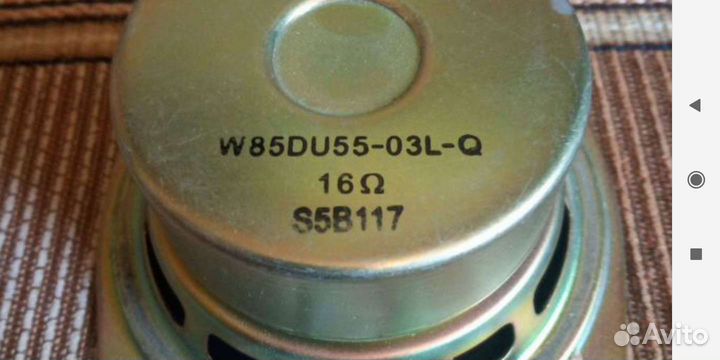 W85DU55-03L-Q
16Ω
S5B117
Avito